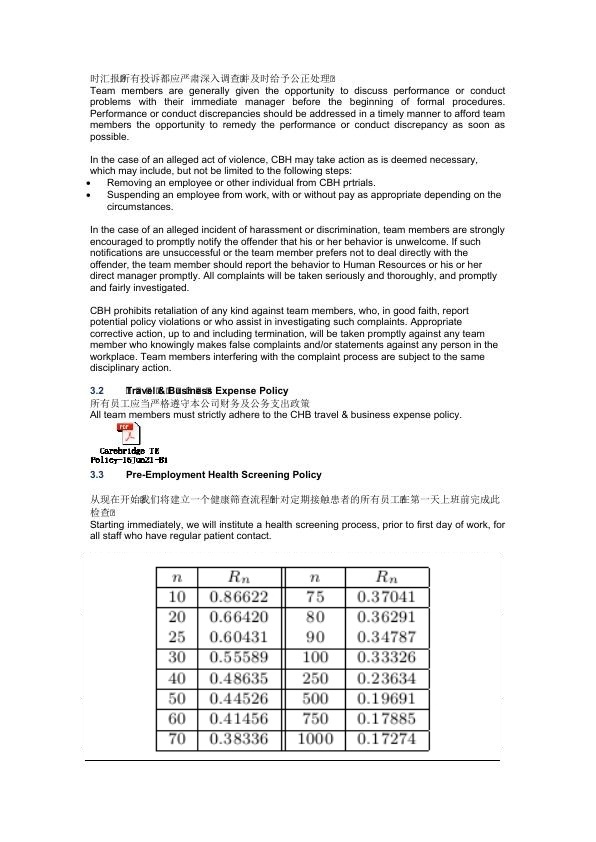 时汇报所有投诉都应严肃深入调查并及时给予公正处理
Team members are generally given the opportunity to discuss performance or conduct
problems with their immediate manager before the beginning of formal procedures.
Performance or conduct discrepancies should be addressed in a timely manner to afford team
members the opportunity to remedy the performance or conduct discrepancy as soon as
possible.
In the case of an alleged act of violence, CBH may take action as is deemed necessary,
which may include, but not be limited to the following steps:
• Removing an employee or other individual from CBH prtrials.
• Suspending an employee from work, with or without pay as appropriate depending on the
circumstances.
In the case of an alleged incident of harassment or discrimination, team members are strongly
encouraged to promptly notify the offender that his or her behavior is unwelcome. If such
notifications are unsuccessful or the team member prefers not to deal directly with the
offender, the team member should report the behavior to Human Resources or his or her
direct manager promptly. All complaints will be taken seriously and thoroughly, and promptly
and fairly investigated.
CBH prohibits retaliation of any kind against team members, who, in good faith, report
potential policy violations or who assist in investigating such complaints. Appropriate
corrective action, up to and including termination, will be taken promptly against any team
member who knowingly makes false complaints and/or statements against any person in the
workplace. Team members interfering with the complaint process are subject to the same
disciplinary action.
3.2 Travel & Business Expense Policy
所有员工应当严格遵守本公司财务及公务支出政策
All team members must strictly adhere to the CHB travel & business expense policy.
PDF
Carebridge TE
Policy-16Jun21-BI
3.3 Pre-Employment Health Screening Policy
从现在开始我们将建立一个健康筛查流程针对定期接触患者的所有员工在第一天上班前完成此
检查
Starting immediately, we will institute a health screening process, prior to first day of work, for
all staff who have regular patient contact.
n Rn n Rn
10 0.86622 75 0.37041
20 0.66420 80 0.36291
25 0.60431 90 0.34787
30 0.55589 100 0.33326
40 0.48635 250 0.23634
50 0.44526 500 0.19691
60 0.41456 750 0.17885
70 0.38336 1000 0.17274